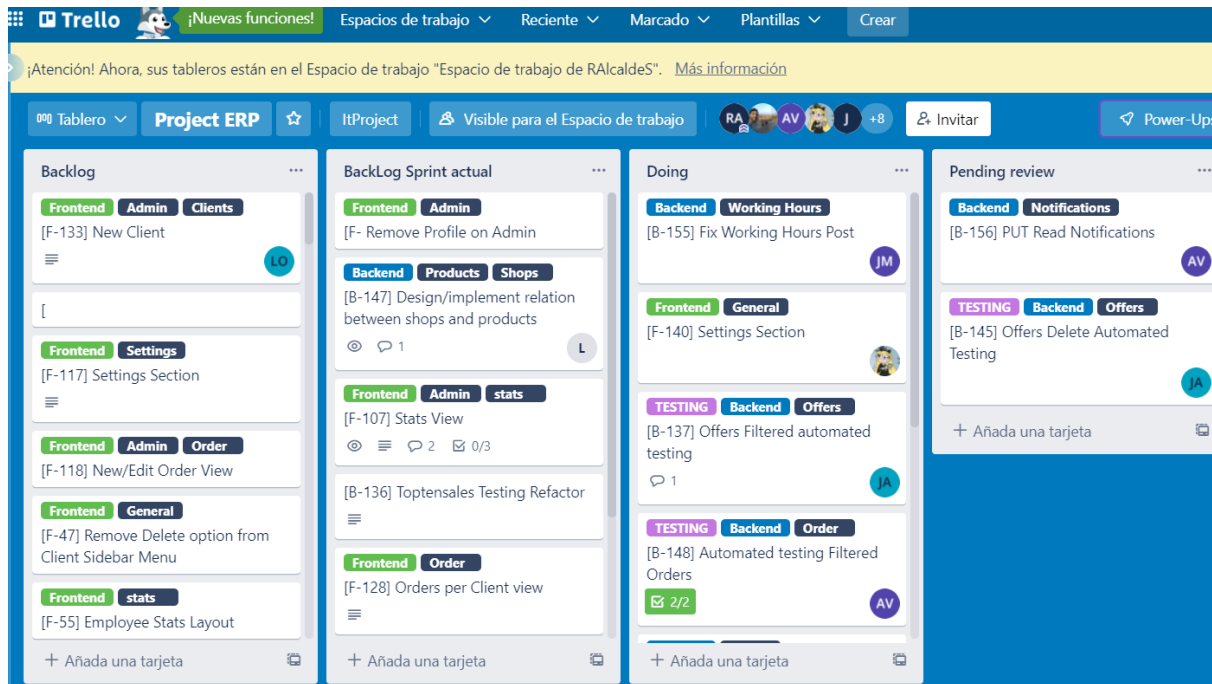 Trello ¡Nuevas funciones! Espacios de trabajo Reciente Marcado Plantillas Crear
¡Atención! Ahora, sus tableros están en el Espacio de trabajo "Espacio de trabajo de RAlcaldeS". Más información
Tablero Project ERP ItProject Visible para el Espacio de trabajo RA AV J +8 Invitar Power-Ups
Backlog
Frontend Admin Clients
[F-133] New Client
LO
[
Frontend Settings
[F-117] Settings Section
Frontend Admin Order
[F-118] New/Edit Order View
Frontend General
[F-47] Remove Delete option from
Client Sidebar Menu
Frontend stats
[F-55] Employee Stats Layout
+ Añada una tarjeta
BackLog Sprint actual
Frontend Admin
[F- Remove Profile on Admin
Backend Products Shops
[B-147] Design/implement relation
between shops and products
1 L
Frontend Admin stats
[F-107] Stats View
2 0/3
[B-136] Toptensales Testing Refactor
Frontend Order
[F-128] Orders per Client view
+ Añada una tarjeta
Doing
Backend Working Hours
[B-155] Fix Working Hours Post
JM
Frontend General
[F-140] Settings Section
TESTING Backend Offers
[B-137] Offers Filtered automated
testing
1 JA
TESTING Backend Order
[B-148] Automated testing Filtered
Orders
2/2 AV
+ Añada una tarjeta
Pending review
Backend Notifications
[B-156] PUT Read Notifications
AV
TESTING Backend Offers
[B-145] Offers Delete Automated
Testing
JA
+ Añada una tarjeta